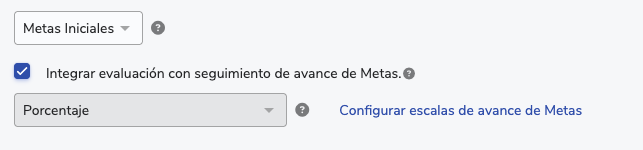 Metas Iniciales ?
Integrar evaluación con seguimiento de avance de Metas. ?
Porcentaje ? Configurar escalas de avance de Metas